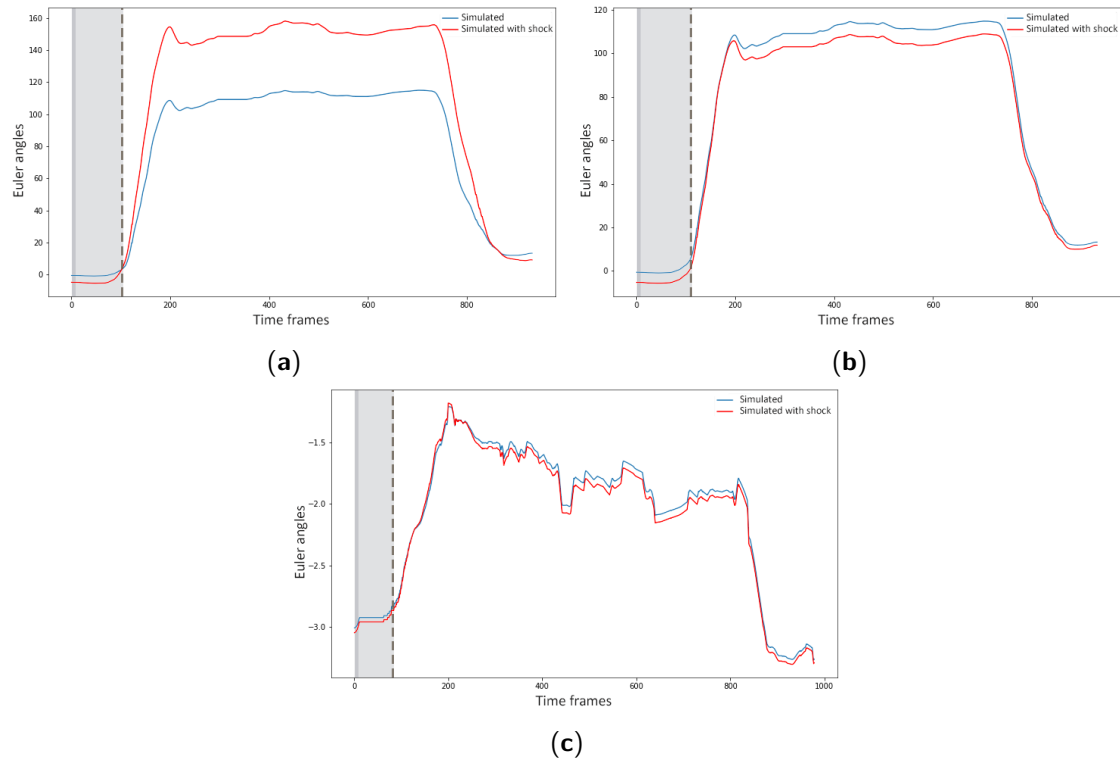 Simulated
Simulated with shock
160
140
120
100
80
60
40
20
0
Euler angles
0
200
400
600
800
Time frames
(a)
Simulated
Simulated with shock
120
100
80
60
40
20
0
Euler angles
0
200
400
600
800
Time frames
(b)
Simulated
Simulated with shock
−1.5
−2.0
−2.5
−3.0
Euler angles
0
200
400
600
800
1000
Time frames
(c)